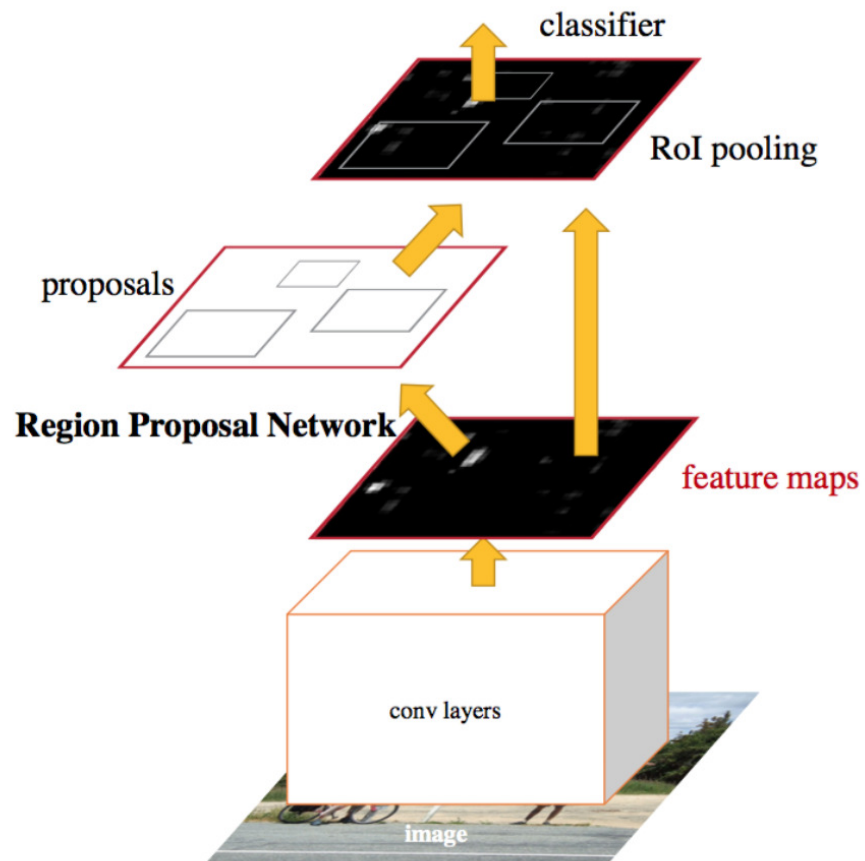 classifier
RoI pooling
proposals
Region Proposal Network
feature maps
conv layers
image